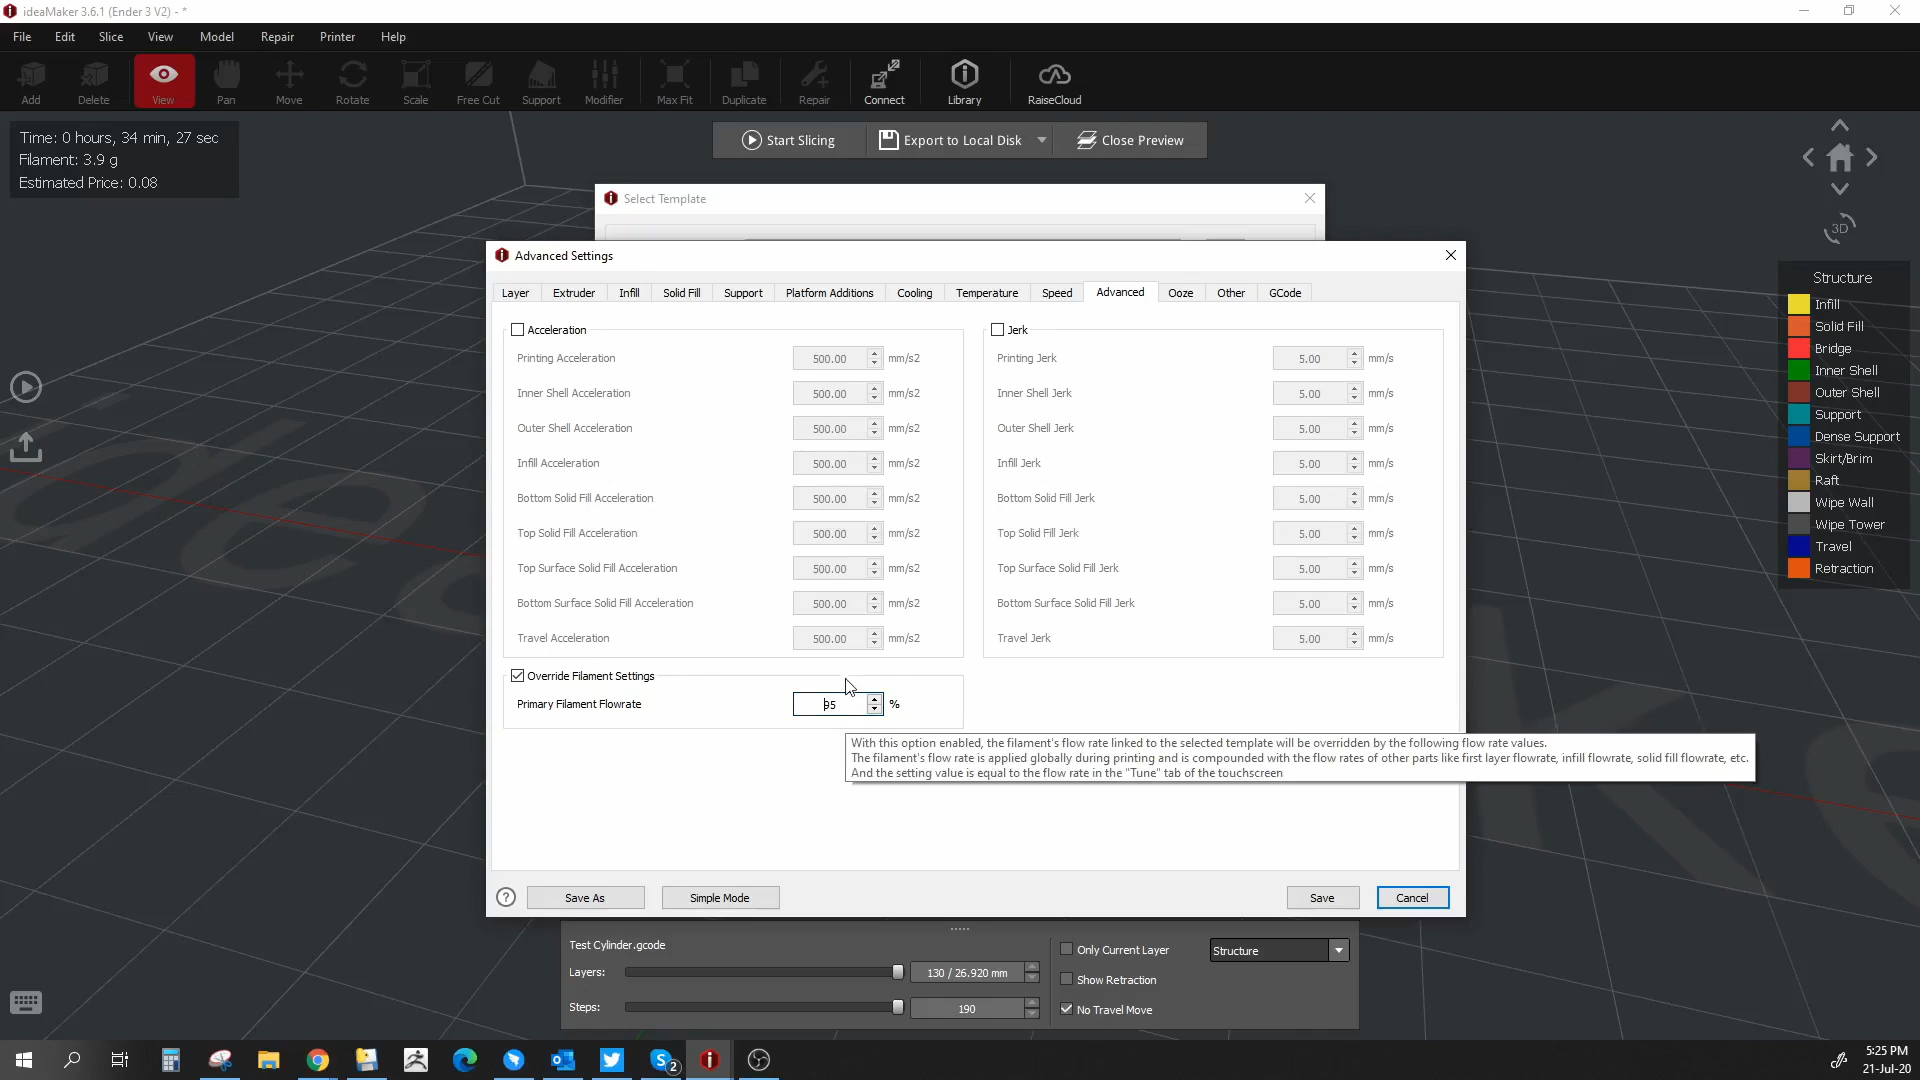 ideaMaker 3.6.1 (Ender 3 V2) - *
File Edit Slice View Model Repair Printer Help
Add Delete View Pan Move Rotate Scale Free Cut Support Modifier Max Fit Duplicate Repair Connect Library RaiseCloud
Time: 0 hours, 34 min, 27 sec
Filament: 3.9 g
Estimated Price: 0.08
Start Slicing Export to Local Disk Close Preview
3D
Select Template
Advanced Settings
Layer Extruder Infill Solid Fill Support Platform Additions Cooling Temperature Speed Advanced Ooze Other GCode
Acceleration
Printing Acceleration 500.00 mm/s2
Inner Shell Acceleration 500.00 mm/s2
Outer Shell Acceleration 500.00 mm/s2
Infill Acceleration 500.00 mm/s2
Bottom Solid Fill Acceleration 500.00 mm/s2
Top Solid Fill Acceleration 500.00 mm/s2
Top Surface Solid Fill Acceleration 500.00 mm/s2
Bottom Surface Solid Fill Acceleration 500.00 mm/s2
Travel Acceleration 500.00 mm/s2
Jerk
Printing Jerk 5.00 mm/s
Inner Shell Jerk 5.00 mm/s
Outer Shell Jerk 5.00 mm/s
Infill Jerk 5.00 mm/s
Bottom Solid Fill Jerk 5.00 mm/s
Top Solid Fill Jerk 5.00 mm/s
Top Surface Solid Fill Jerk 5.00 mm/s
Bottom Surface Solid Fill Jerk 5.00 mm/s
Travel Jerk 5.00 mm/s
Override Filament Settings
Primary Filament Flowrate 95 %
With this option enabled, the filament's flow rate linked to the selected template will be overridden by the following flow rate values.
The filament's flow rate is applied globally during printing and is compounded with the flow rates of other parts like first layer flowrate, infill flowrate, solid fill flowrate, etc.
And the setting value is equal to the flow rate in the "Tune" tab of the touchscreen
? Save As Simple Mode Save Cancel
Structure
Infill
Solid Fill
Bridge
Inner Shell
Outer Shell
Support
Dense Support
Skirt/Brim
Raft
Wipe Wall
Wipe Tower
Travel
Retraction
Test Cylinder.gcode
Layers: 130 / 26.920 mm
Steps: 190
Only Current Layer Structure
Show Retraction
No Travel Move
2
5:25 PM
21-Jul-20